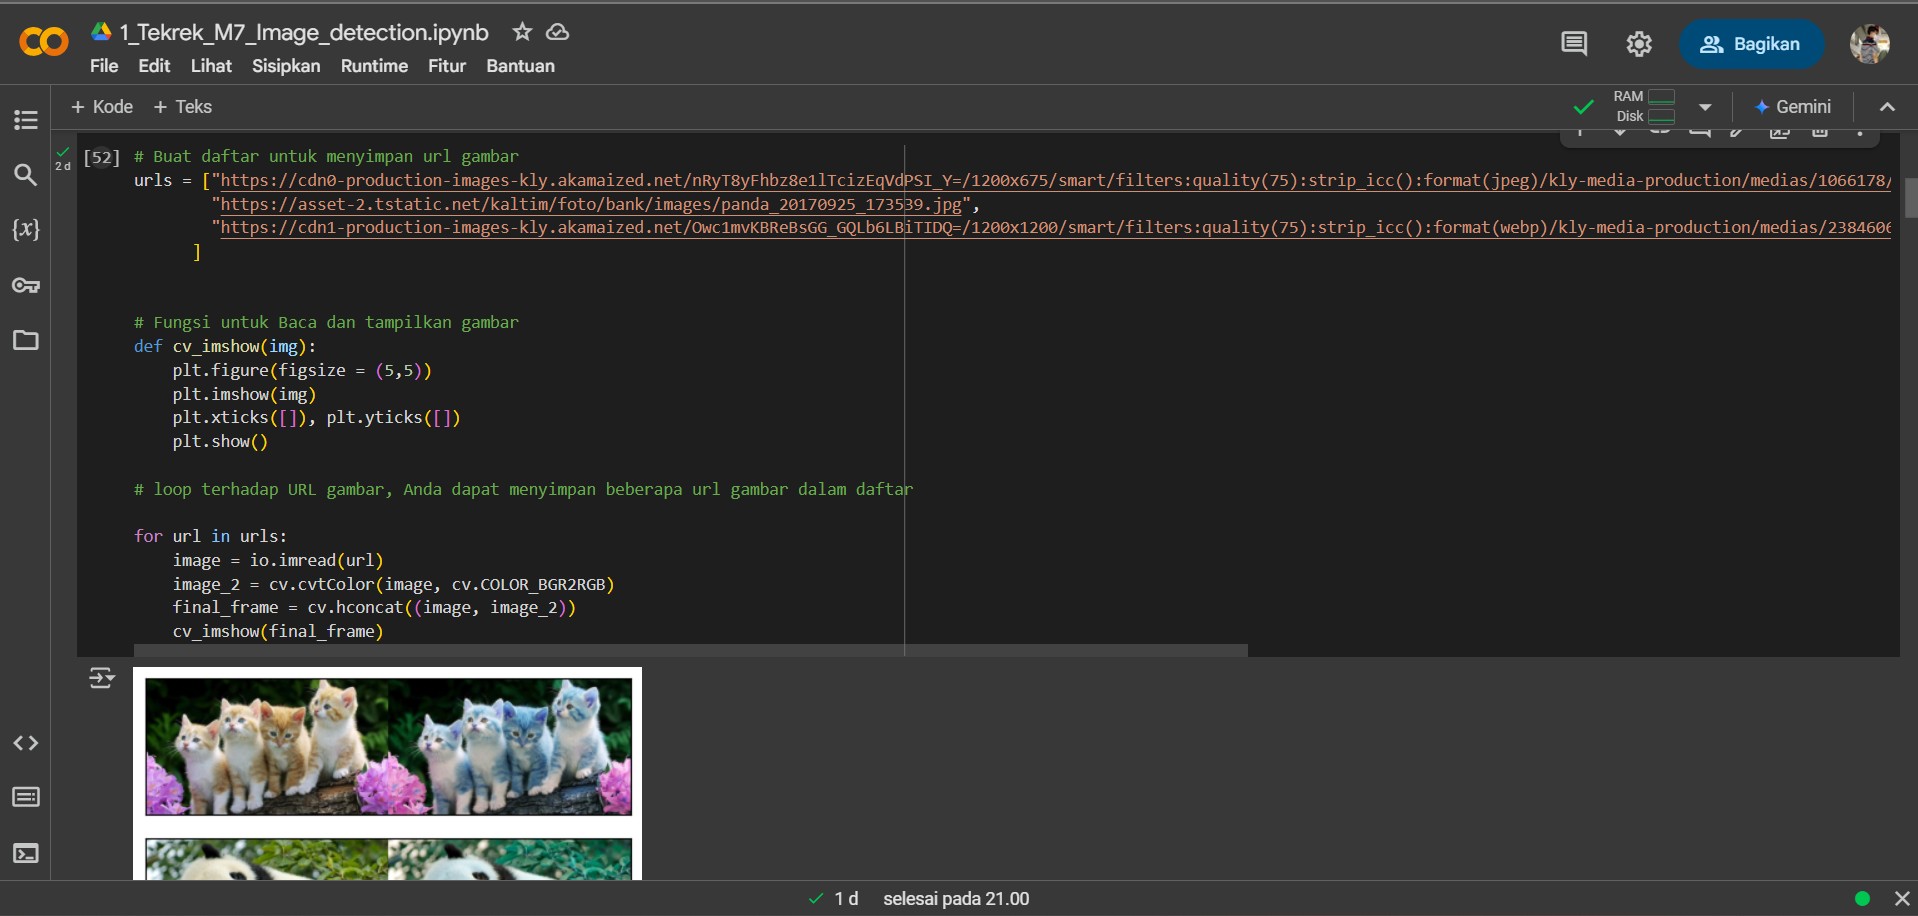 1_Tekrek_M7_Image_detection.ipynb
File Edit Lihat Sisipkan Runtime Fitur Bantuan
Bagikan
+ Kode + Teks
RAM
Disk
Gemini
2 d
[52] # Buat daftar untuk menyimpan url gambar
urls = ["https://cdn0-production-images-kly.akamaized.net/nRyT8yFhbz8e1lTcizEqVdPSI_Y=/1200x675/smart/filters:quality(75):strip_icc():format(jpeg)/kly-media-production/medias/1066178/
"https://asset-2.tstatic.net/kaltim/foto/bank/images/panda_20170925_173539.jpg",
"https://cdn1-production-images-kly.akamaized.net/Owc1mvKBReBsGG_GQLb6LBiTIDQ=/1200x1200/smart/filters:quality(75):strip_icc():format(webp)/kly-media-production/medias/2384606
]
# Fungsi untuk Baca dan tampilkan gambar
def cv_imshow(img):
plt.figure(figsize = (5,5))
plt.imshow(img)
plt.xticks([]), plt.yticks([])
plt.show()
# loop terhadap URL gambar, Anda dapat menyimpan beberapa url gambar dalam daftar
for url in urls:
image = io.imread(url)
image_2 = cv.cvtColor(image, cv.COLOR_BGR2RGB)
final_frame = cv.hconcat((image, image_2))
cv_imshow(final_frame)
{x}
1 d selesai pada 21.00